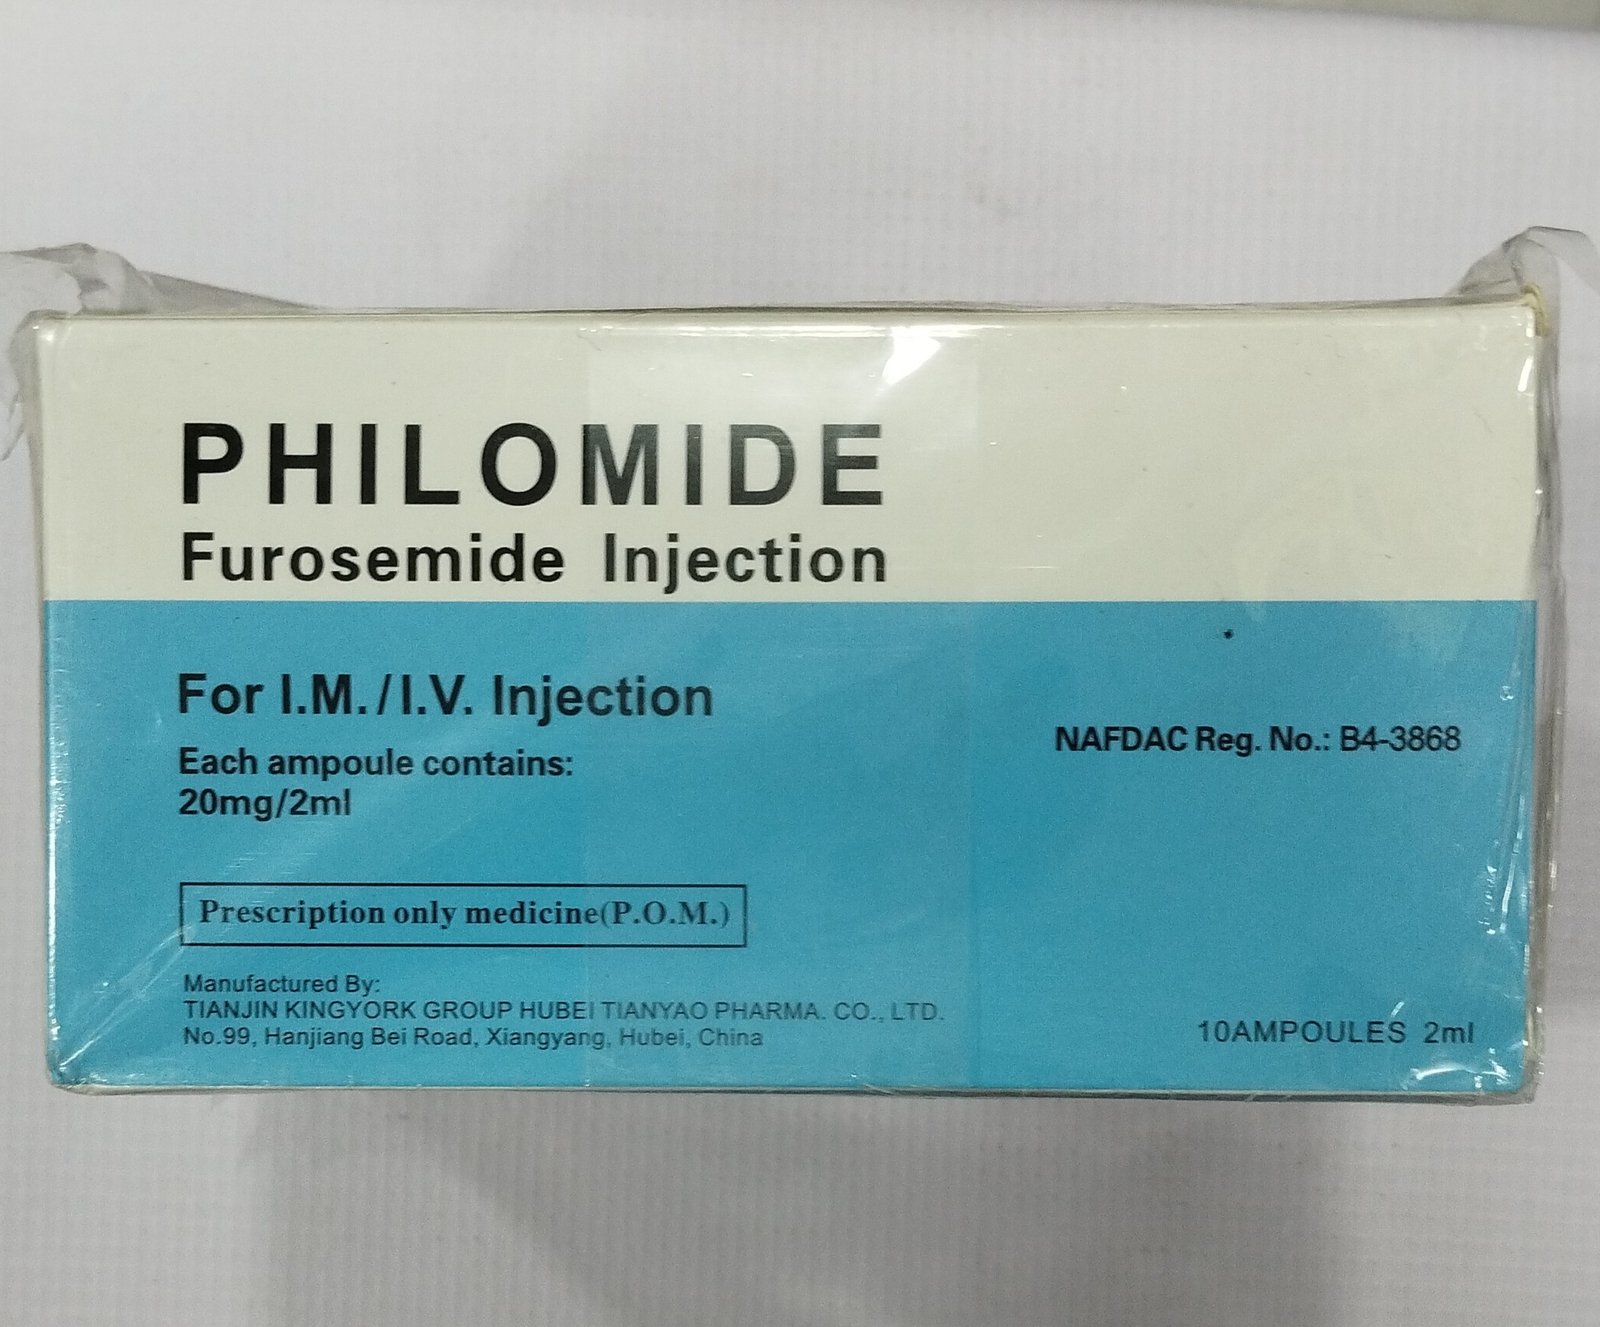 PHILOMIDE
Furosemide Injection
For I.M./I.V. Injection
Each ampoule contains:
20mg/2ml
NAFDAC Reg. No.: B4-3868
Prescription only medicine(P.O.M.)
Manufactured By:
TIANJIN KINGYORK GROUP HUBEI TIANYAO PHARMA. CO., LTD.
No.99, Hanjiang Bei Road, Xiangyang, Hubei, China
10AMPOULES 2ml